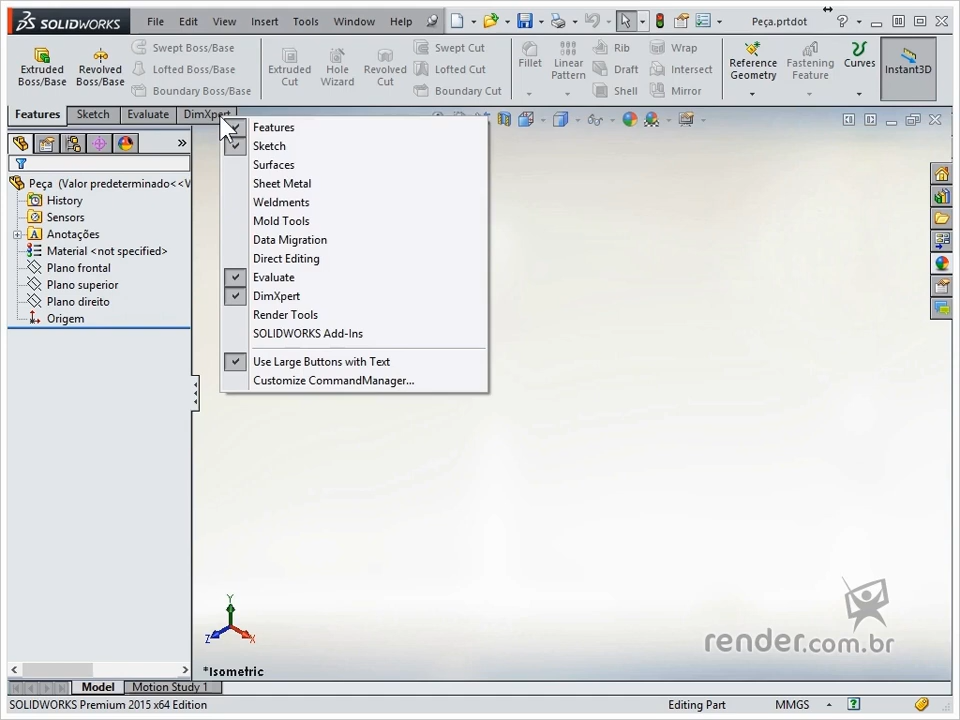 SOLIDWORKS File Edit View Insert Tools Window Help Peça.prtdot
Extruded Boss/Base
Revolved Boss/Base
Swept Boss/Base
Lofted Boss/Base
Boundary Boss/Base
Extruded Cut
Hole Wizard
Revolved Cut
Swept Cut
Lofted Cut
Boundary Cut
Fillet
Linear Pattern
Rib
Draft
Shell
Wrap
Intersect
Mirror
Reference Geometry
Fastening Feature
Curves
Instant3D
Features Sketch Evaluate DimXpert
Features
Sketch
Surfaces
Sheet Metal
Weldments
Mold Tools
Data Migration
Direct Editing
Evaluate
DimXpert
Render Tools
SOLIDWORKS Add-Ins
Use Large Buttons with Text
Customize CommandManager...
Peça (Valor predeterminado<<V
History
Sensors
Anotações
Material <not specified>
Plano frontal
Plano superior
Plano direito
Origem
Y
Z X
*Isometric
render.com.br
Model Motion Study 1
SOLIDWORKS Premium 2015 x64 Edition Editing Part MMGS